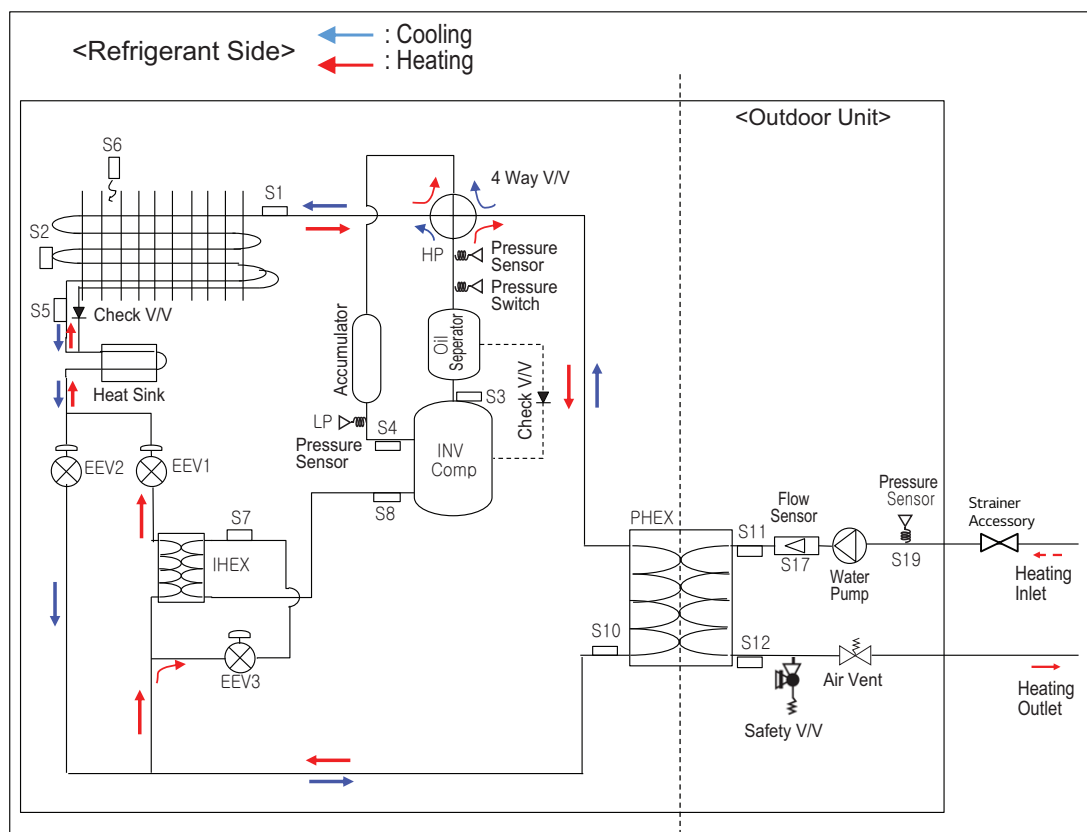 <Refrigerant Side>
: Cooling
: Heating
<Outdoor Unit>
S6
S1
4 Way V/V
S2
HP
Pressure
Sensor
Pressure
Switch
S5
Check V/V
Accumulator
Oil
Seperator
Check V/V
Heat Sink
S3
LP
Pressure
Sensor
S4
INV
Comp
EEV2
EEV1
S8
S7
IHEX
EEV3
PHEX
S10
S11
Flow
Sensor
S17
Water
Pump
Pressure
Sensor
S19
Strainer
Accessory
Heating
Inlet
S12
Safety V/V
Air Vent
Heating
Outlet